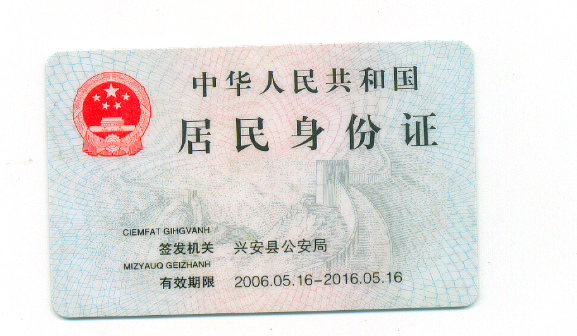 中华人民共和国
居民身份证
CIEMFAT GIHGVANH
签发机关 兴安县公安局
MIZYAUQ GEIZHANH
有效期限 2006.05.16-2016.05.16